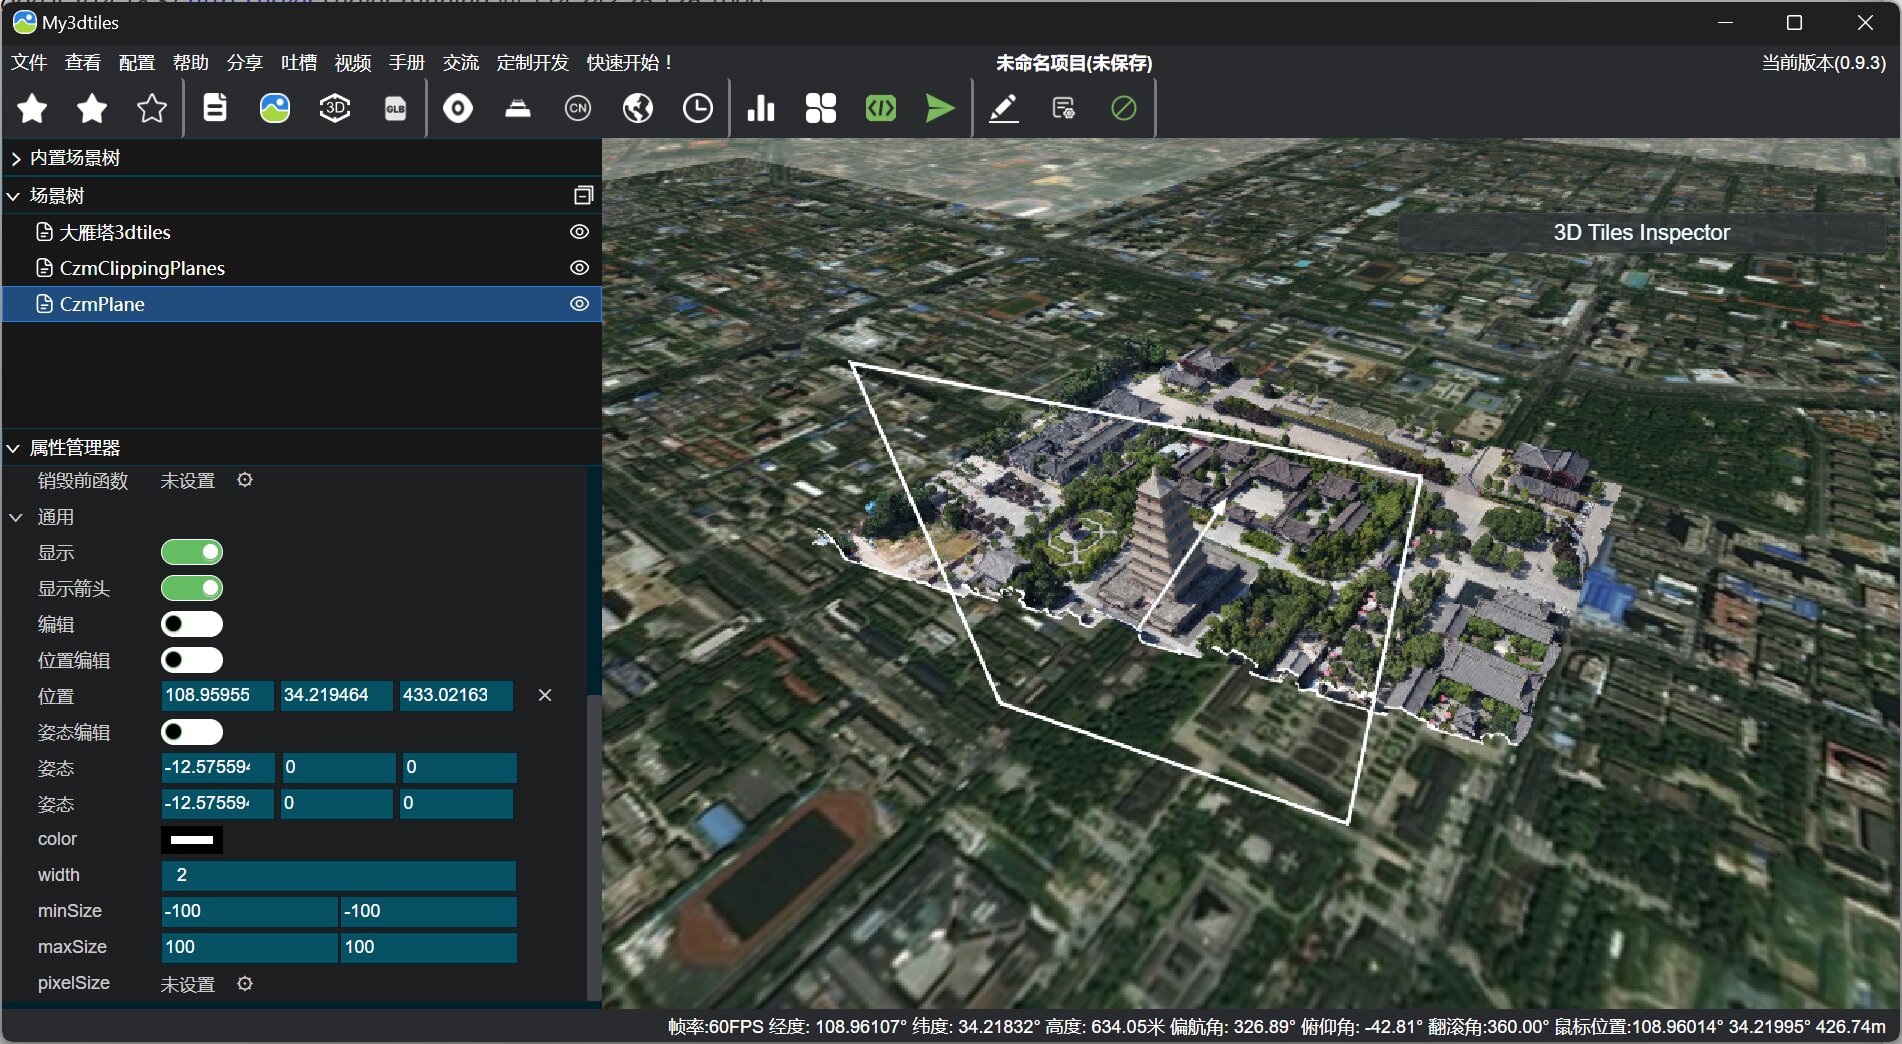 My3dtiles
文件 查看 配置 帮助 分享 吐槽 视频 手册 交流 定制开发 快速开始！ 未命名项目(未保存) 当前版本(0.9.3)
3D GLB CN
内置场景树
场景树
大雁塔3dtiles
CzmClippingPlanes
CzmPlane
3D Tiles Inspector
属性管理器
销毁前函数 未设置
通用
显示
显示箭头
编辑
位置编辑
位置 108.95955 34.219464 433.02163
姿态编辑
姿态 -12.575594 0 0
姿态 -12.575594 0 0
color
width 2
minSize -100 -100
maxSize 100 100
pixelSize 未设置
帧率:60FPS 经度: 108.96107° 纬度: 34.21832° 高度: 634.05米 偏航角: 326.89° 俯仰角: -42.81° 翻滚角:360.00° 鼠标位置:108.96014° 34.21995° 426.74m